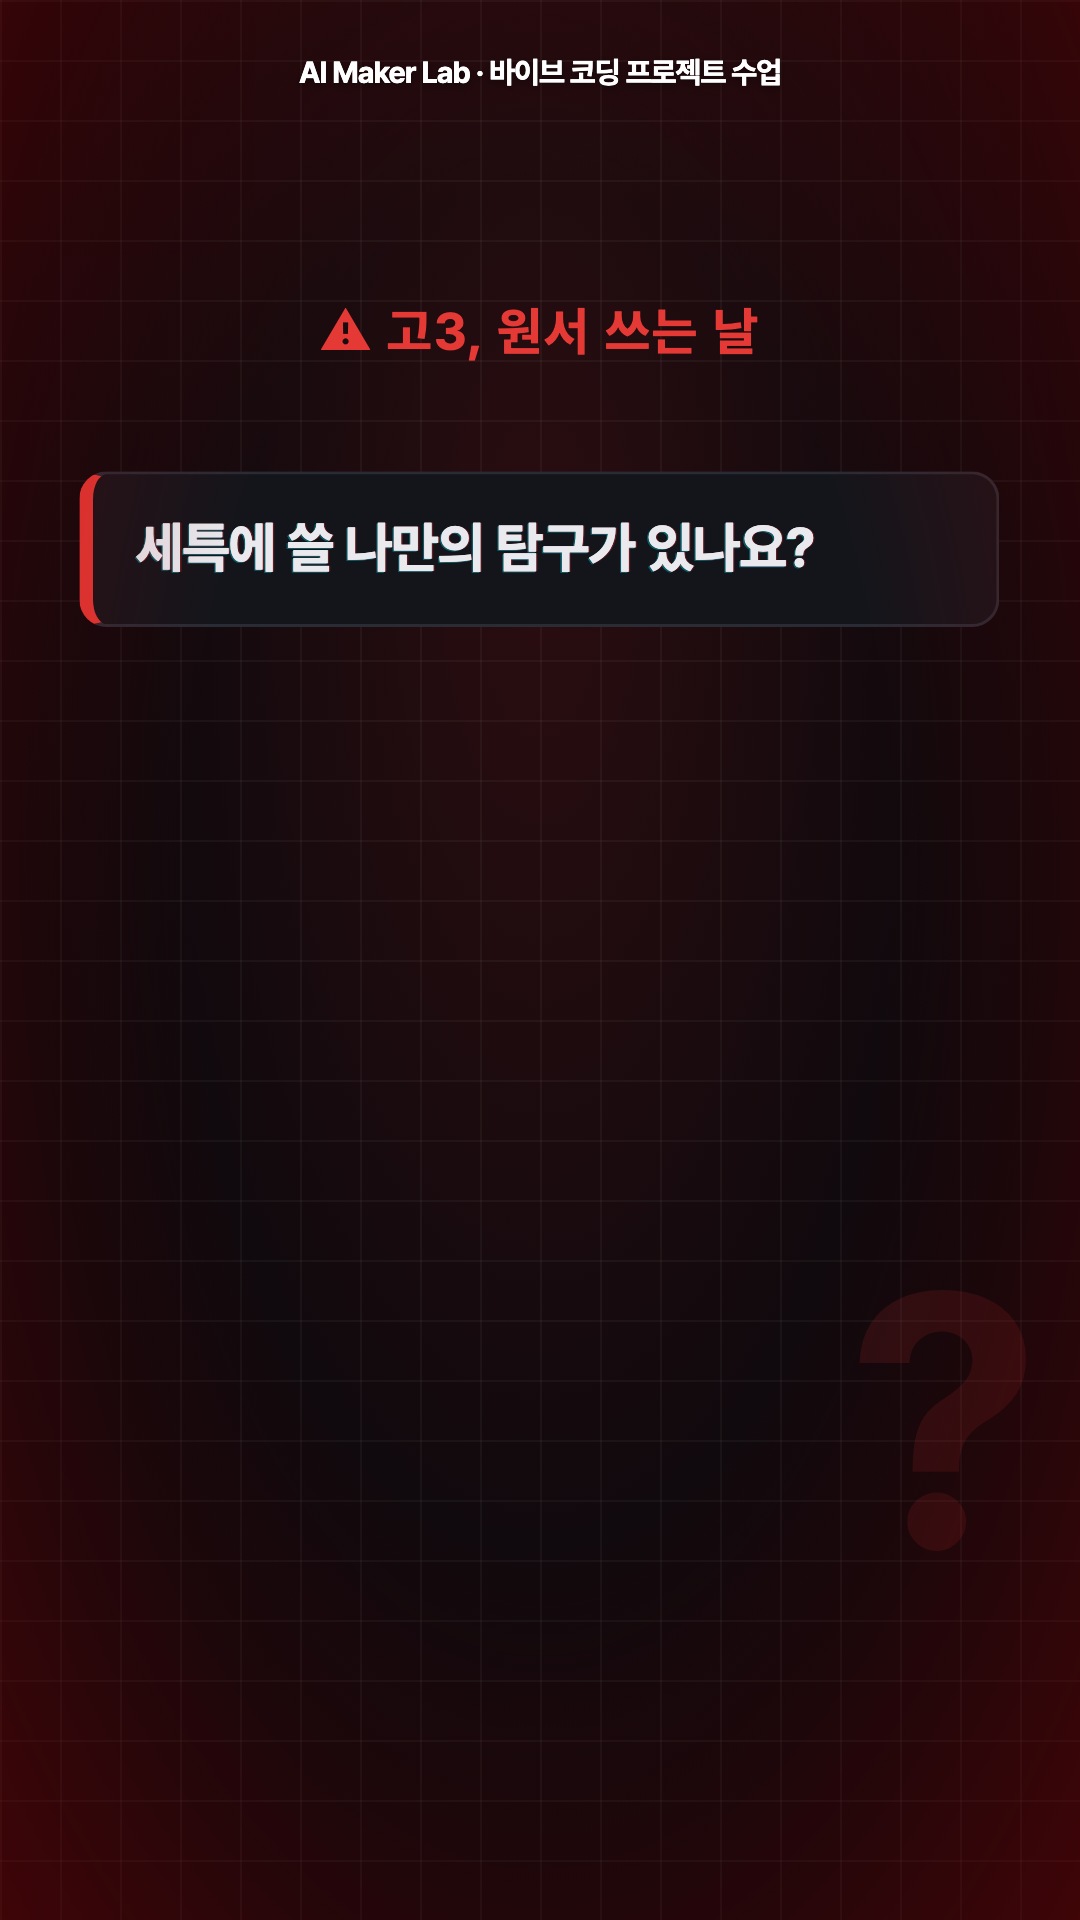 AI Maker Lab · 바이브 코딩 프로젝트 수업
⚠ 고3, 원서 쓰는 날
세특에 쓸 나만의 탐구가 있나요?
?